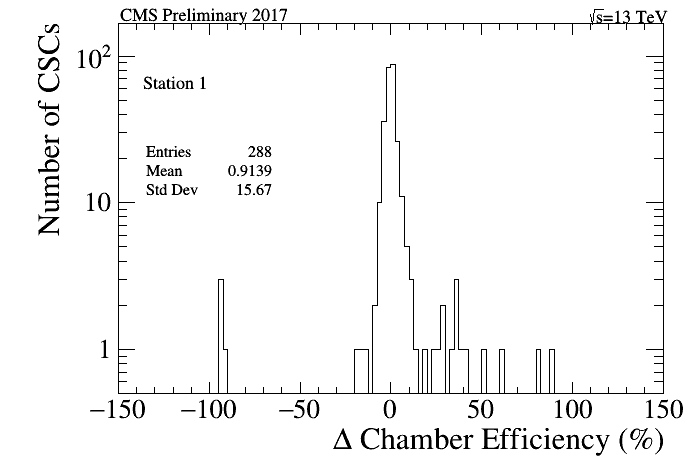 CMS Preliminary 2017
√s=13 TeV
Number of CSCs
10²
10
1
Station 1
Entries 288
Mean 0.9139
Std Dev 15.67
−150 −100 −50 0 50 100 150
Δ Chamber Efficiency (%)